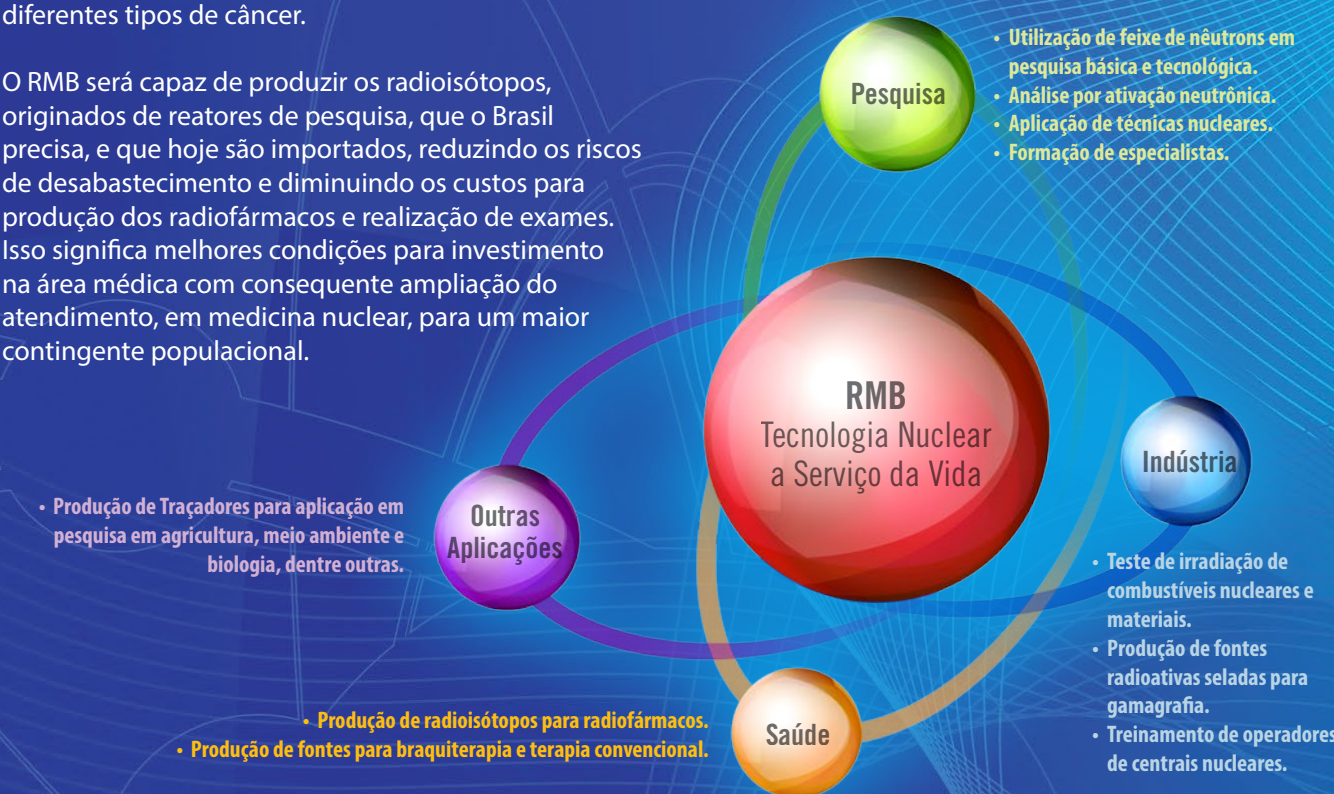 diferentes tipos de câncer.
O RMB será capaz de produzir os radioisótopos,
originados de reatores de pesquisa, que o Brasil
precisa, e que hoje são importados, reduzindo os riscos
de desabastecimento e diminuindo os custos para
produção dos radiofármacos e realização de exames.
Isso significa melhores condições para investimento
na área médica com consequente ampliação do
atendimento, em medicina nuclear, para um maior
contingente populacional.
Pesquisa
• Utilização de feixe de nêutrons em
pesquisa básica e tecnológica.
• Análise por ativação neutrônica.
• Aplicação de técnicas nucleares.
• Formação de especialistas.
RMB
Tecnologia Nuclear
a Serviço da Vida
Indústria
• Teste de irradiação de
combustíveis nucleares e
materiais.
• Produção de fontes
radioativas seladas para
gamagrafia.
• Treinamento de operadores
de centrais nucleares.
Outras
Aplicações
• Produção de Traçadores para aplicação em
pesquisa em agricultura, meio ambiente e
biologia, dentre outras.
Saúde
• Produção de radioisótopos para radiofármacos.
• Produção de fontes para braquiterapia e terapia convencional.